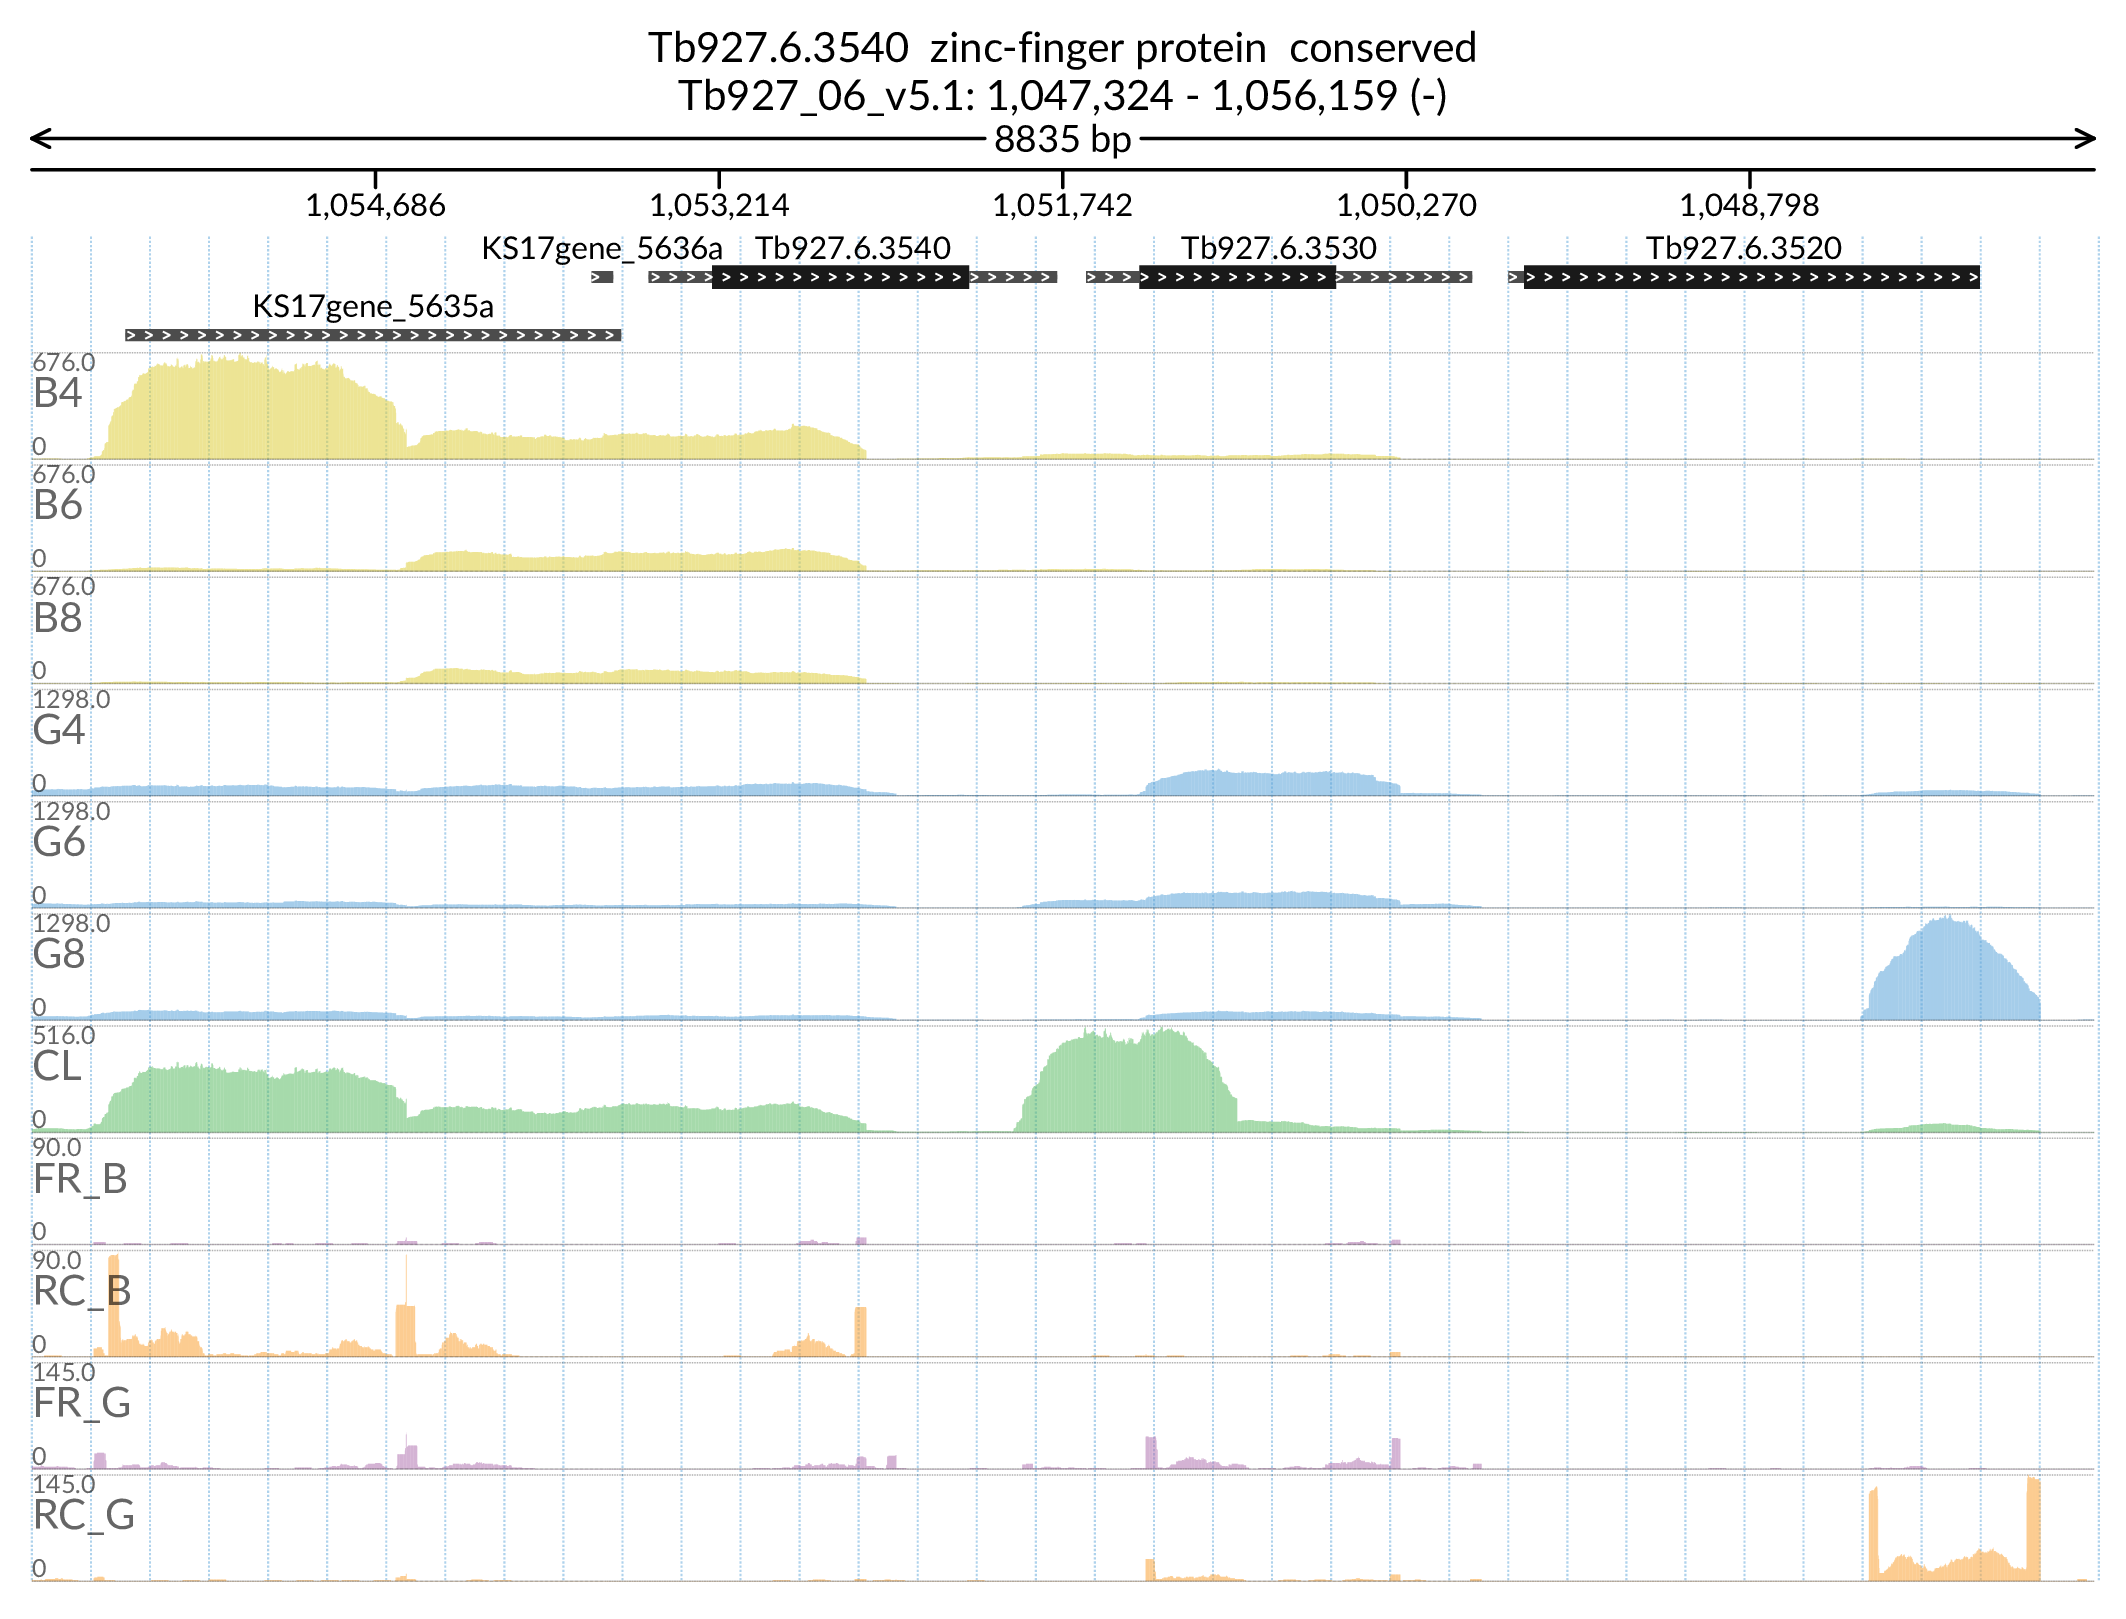 Tb927.6.3540  zinc-finger protein  conserved
Tb927_06_v5.1: 1,047,324 - 1,056,159 (-)
8835 bp
1,054,686 1,053,214 1,051,742 1,050,270 1,048,798
KS17gene_5636a Tb927.6.3540 Tb927.6.3530 Tb927.6.3520
KS17gene_5635a
676.0
B4
0
676.0
B6
0
676.0
B8
0
1298.0
G4
0
1298.0
G6
0
1298.0
G8
0
516.0
CL
0
90.0
FR_B
0
90.0
RC_B
0
145.0
FR_G
0
145.0
RC_G
0